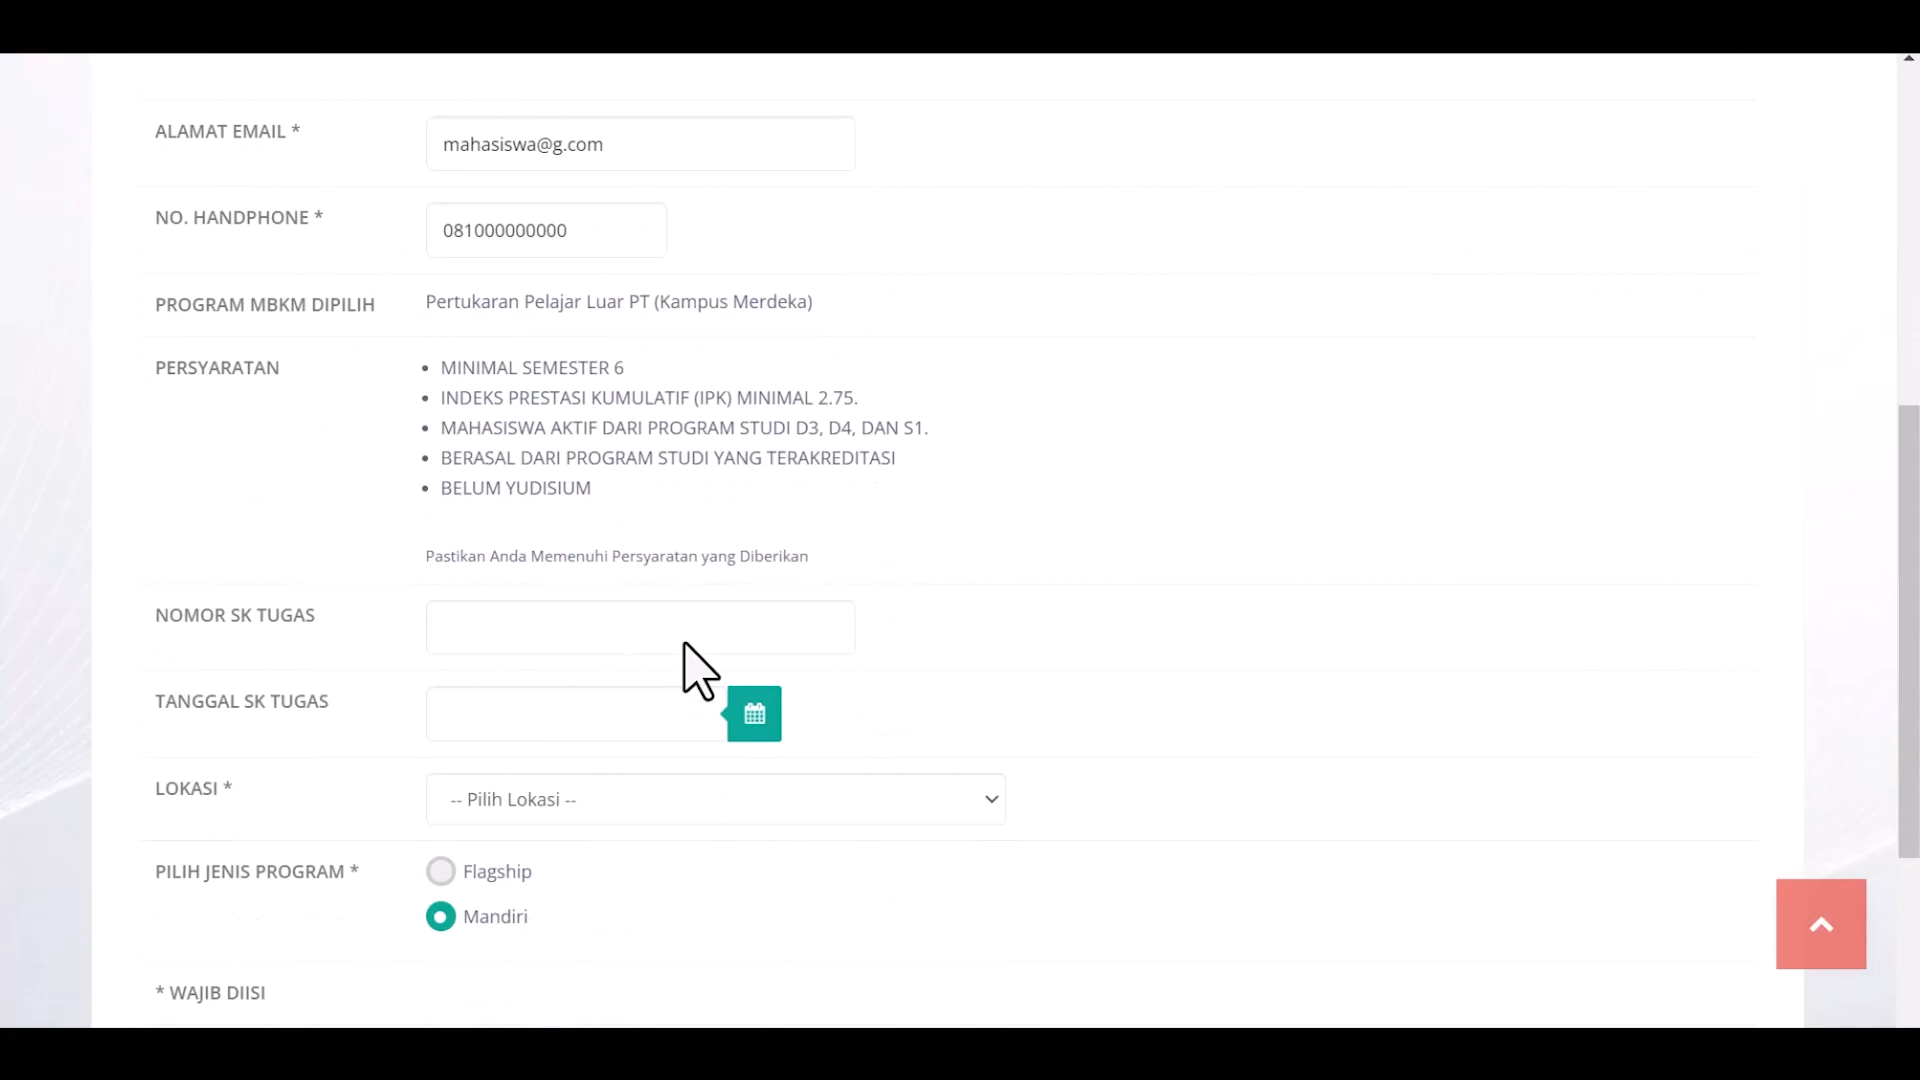 ALAMAT EMAIL *
mahasiswa@g.com
NO. HANDPHONE *
081000000000
PROGRAM MBKM DIPILIH
Pertukaran Pelajar Luar PT (Kampus Merdeka)
PERSYARATAN
• MINIMAL SEMESTER 6
• INDEKS PRESTASI KUMULATIF (IPK) MINIMAL 2.75.
• MAHASISWA AKTIF DARI PROGRAM STUDI D3, D4, DAN S1.
• BERASAL DARI PROGRAM STUDI YANG TERAKREDITASI
• BELUM YUDISIUM
Pastikan Anda Memenuhi Persyaratan yang Diberikan
NOMOR SK TUGAS
TANGGAL SK TUGAS
LOKASI *
-- Pilih Lokasi --
PILIH JENIS PROGRAM *
Flagship
Mandiri
* WAJIB DIISI